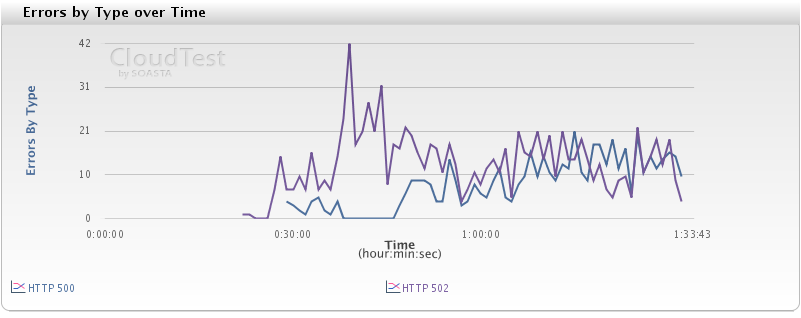 Errors by Type over Time
CloudTest
by SOASTA
Errors By Type
42
31
21
10
0
0:00:00
0:30:00
1:00:00
1:33:43
Time
(hour:min:sec)
HTTP 500
HTTP 502